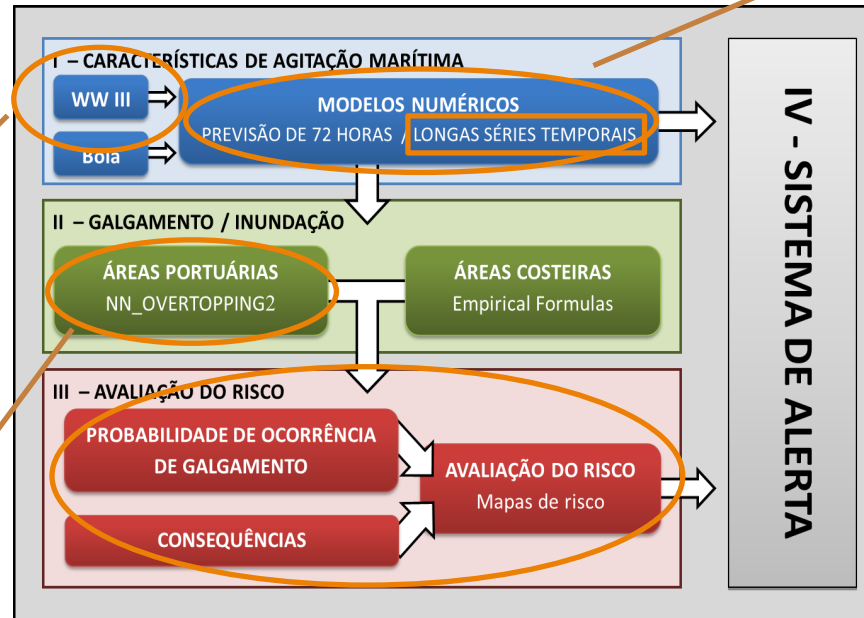 I – CARACTERÍSTICAS DE AGITAÇÃO MARÍTIMA
WW III
Boia
MODELOS NUMÉRICOS
PREVISÃO DE 72 HORAS / LONGAS SÉRIES TEMPORAIS
II – GALGAMENTO / INUNDAÇÃO
ÁREAS PORTUÁRIAS
NN_OVERTOPPING2
ÁREAS COSTEIRAS
Empirical Formulas
III – AVALIAÇÃO DO RISCO
PROBABILIDADE DE OCORRÊNCIA
DE GALGAMENTO
CONSEQUÊNCIAS
AVALIAÇÃO DO RISCO
Mapas de risco
IV - SISTEMA DE ALERTA